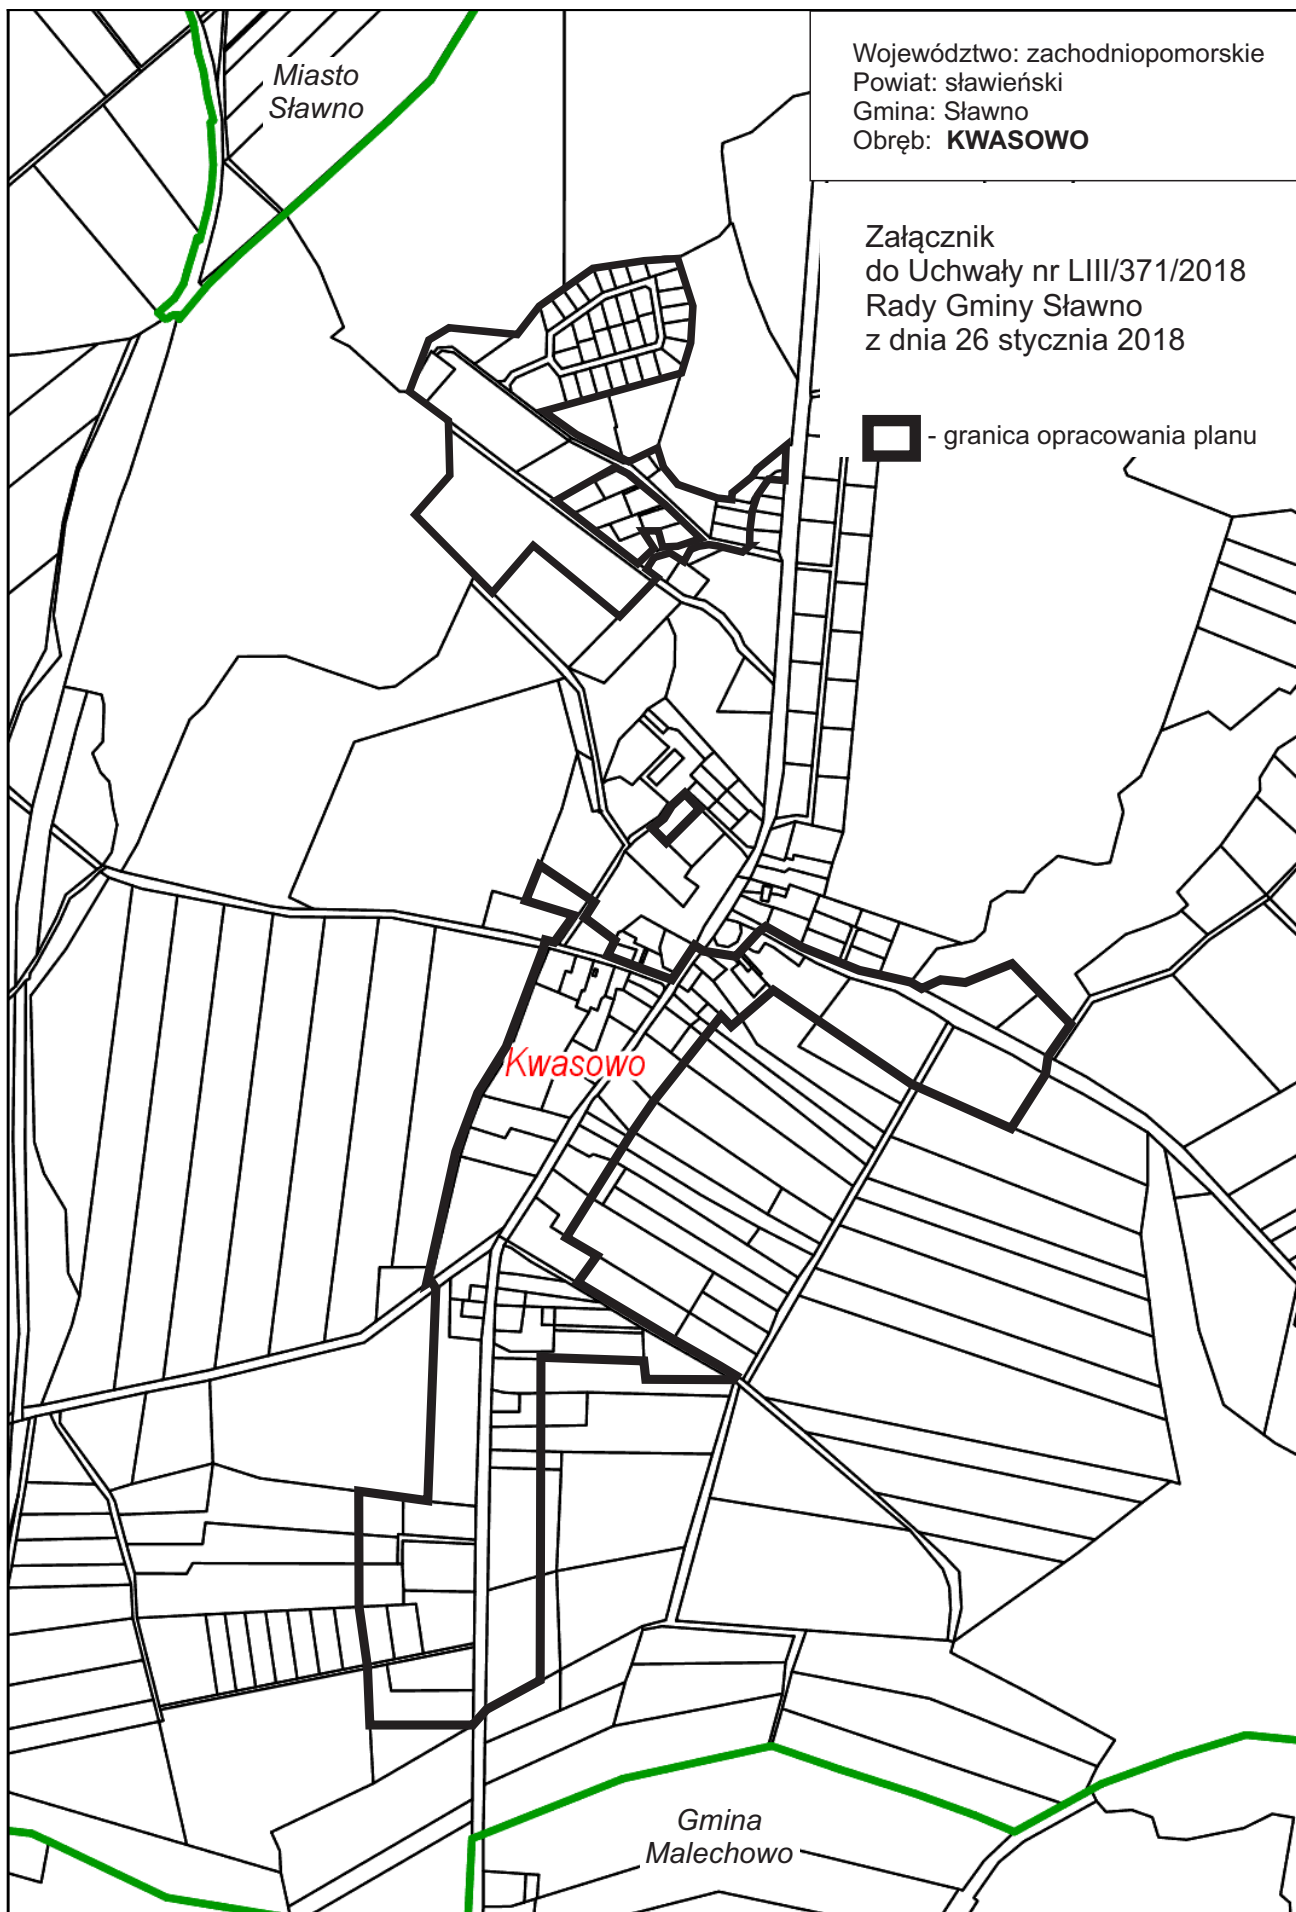 Miasto
Sławno
Województwo: zachodniopomorskie
Powiat: sławieński
Gmina: Sławno
Obręb: KWASOWO
Załącznik
do Uchwały nr LIII/371/2018
Rady Gminy Sławno
z dnia 26 stycznia 2018
- granica opracowania planu
Kwasowo
Gmina
Malechowo